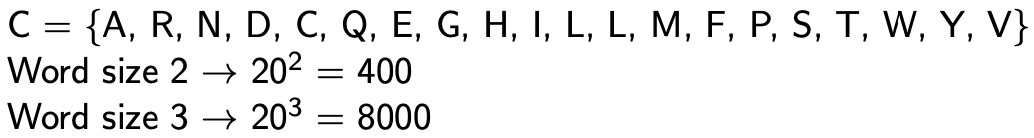 C = {A, R, N, D, C, Q, E, G, H, I, L, L, M, F, P, S, T, W, Y, V}
Word size 2 → 20² = 400
Word size 3 → 20³ = 8000